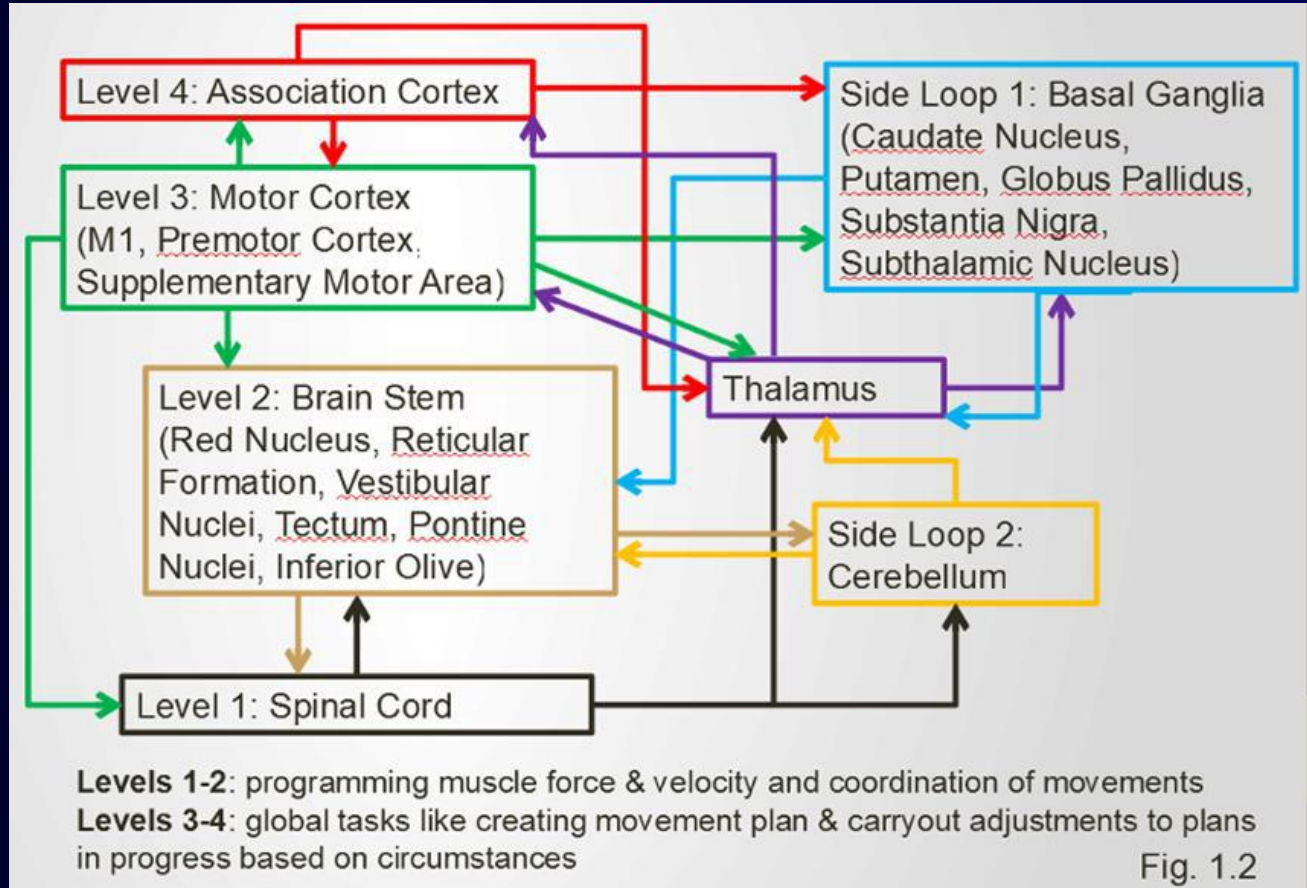 Level 4: Association Cortex
Side Loop 1: Basal Ganglia
(Caudate Nucleus,
Putamen, Globus Pallidus,
Substantia Nigra,
Subthalamic Nucleus)
Level 3: Motor Cortex
(M1, Premotor Cortex,
Supplementary Motor Area)
Thalamus
Level 2: Brain Stem
(Red Nucleus, Reticular
Formation, Vestibular
Nuclei, Tectum, Pontine
Nuclei, Inferior Olive)
Side Loop 2:
Cerebellum
Level 1: Spinal Cord
Levels 1-2: programming muscle force & velocity and coordination of movements
Levels 3-4: global tasks like creating movement plan & carryout adjustments to plans
in progress based on circumstances
Fig. 1.2